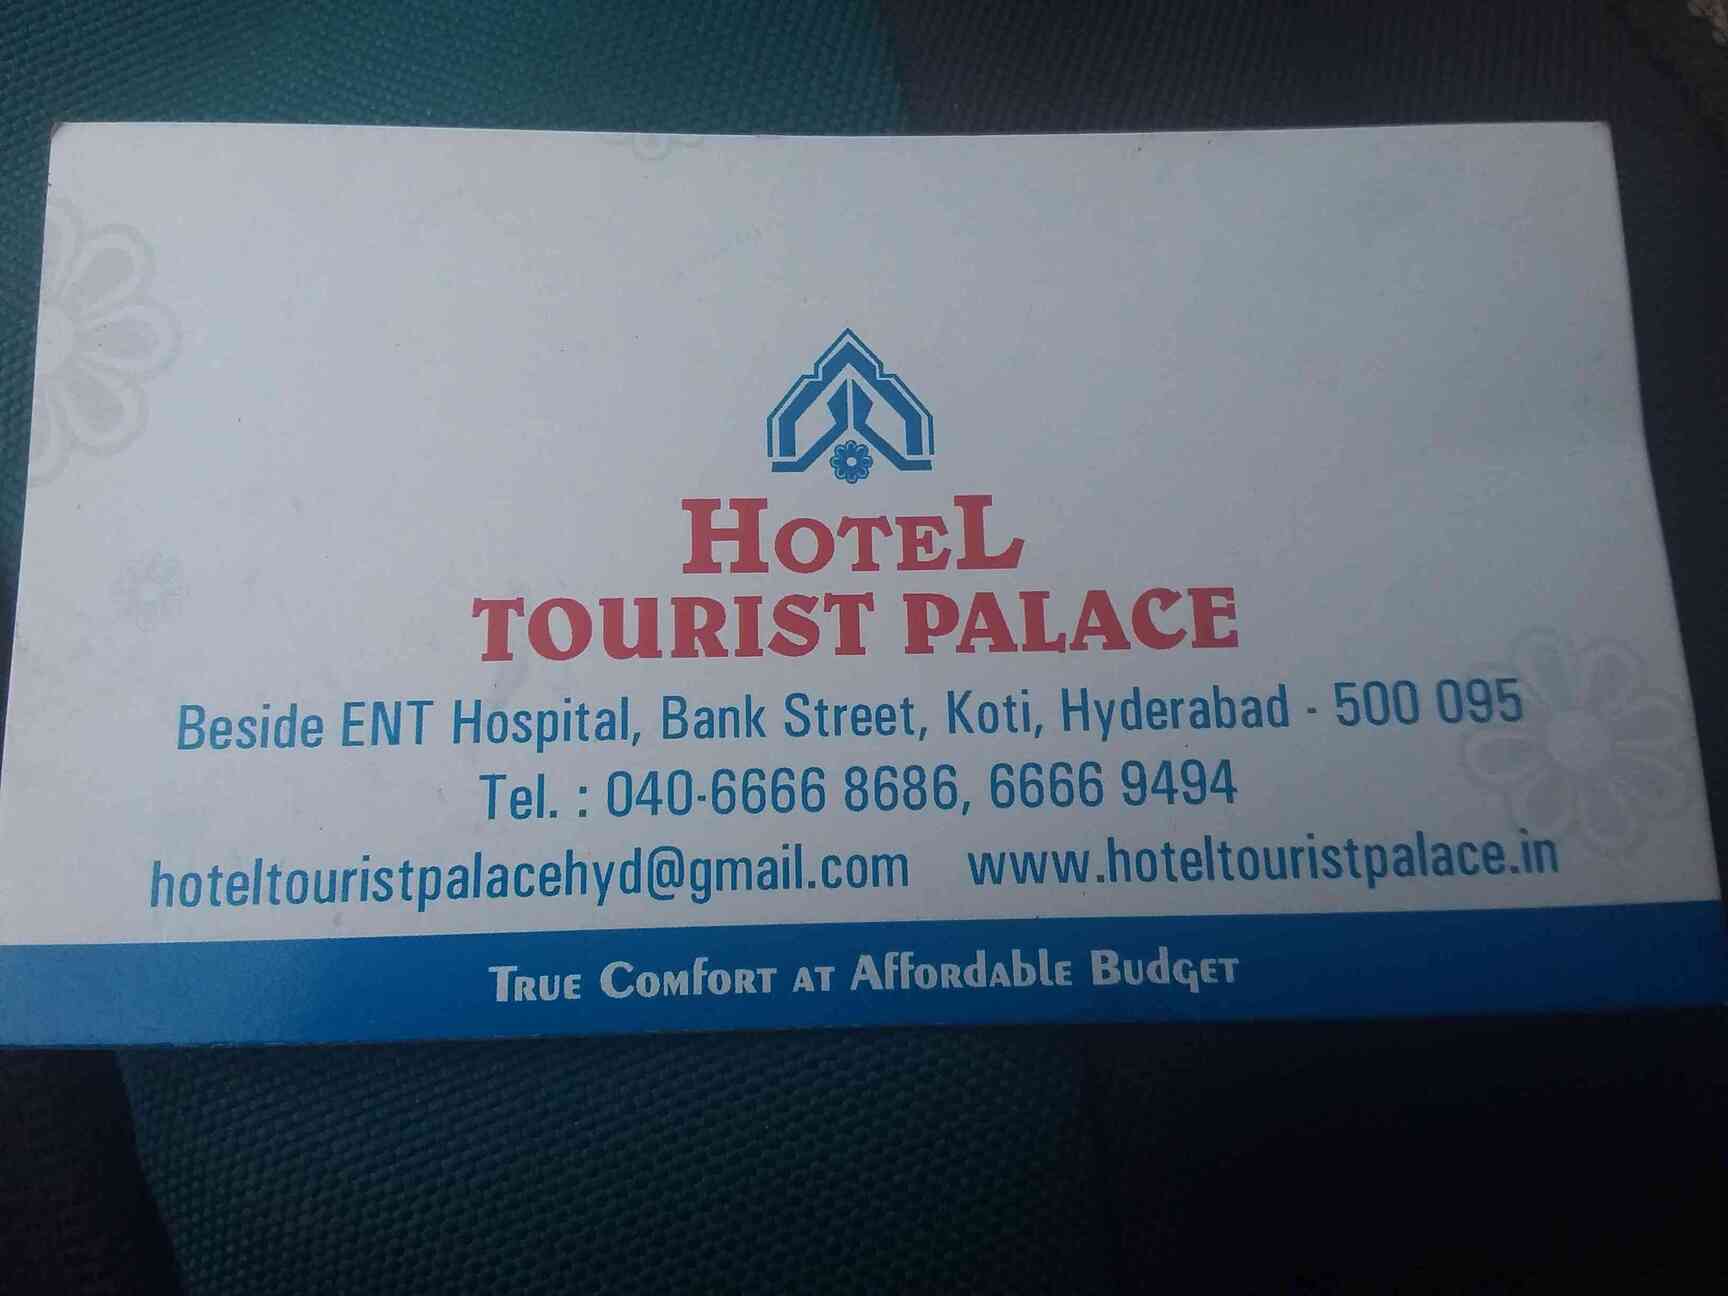 HOTEL
TOURIST PALACE
Beside ENT Hospital, Bank Street, Koti, Hyderabad - 500 095
Tel. : 040-6666 8686, 6666 9494
hoteltouristpalacehyd@gmail.com www.hoteltouristpalace.in
True Comfort at Affordable Budget